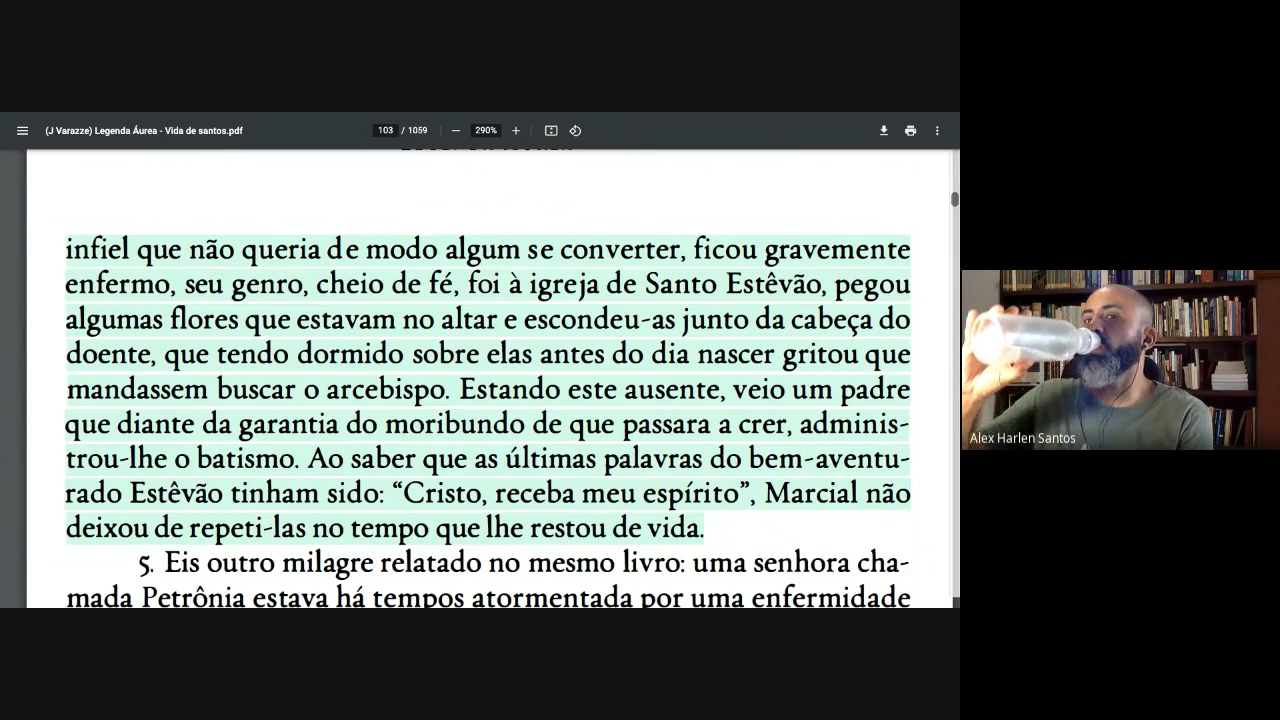 (J Varazze) Legenda Áurea - Vida de santos.pdf
103 / 1059
290%
infiel que não queria de modo algum se converter, ficou gravemente
enfermo, seu genro, cheio de fé, foi à igreja de Santo Estêvão, pegou
algumas flores que estavam no altar e escondeu-as junto da cabeça do
doente, que tendo dormido sobre elas antes do dia nascer gritou que
mandassem buscar o arcebispo. Estando este ausente, veio um padre
que diante da garantia do moribundo de que passara a crer, adminis-
trou-lhe o batismo. Ao saber que as últimas palavras do bem-aventu-
rado Estêvão tinham sido: “Cristo, receba meu espírito”, Marcial não
deixou de repeti-las no tempo que lhe restou de vida.
5. Eis outro milagre relatado no mesmo livro: uma senhora cha-
mada Petrônia estava há tempos atormentada por uma enfermidade
Alex Harlen Santos